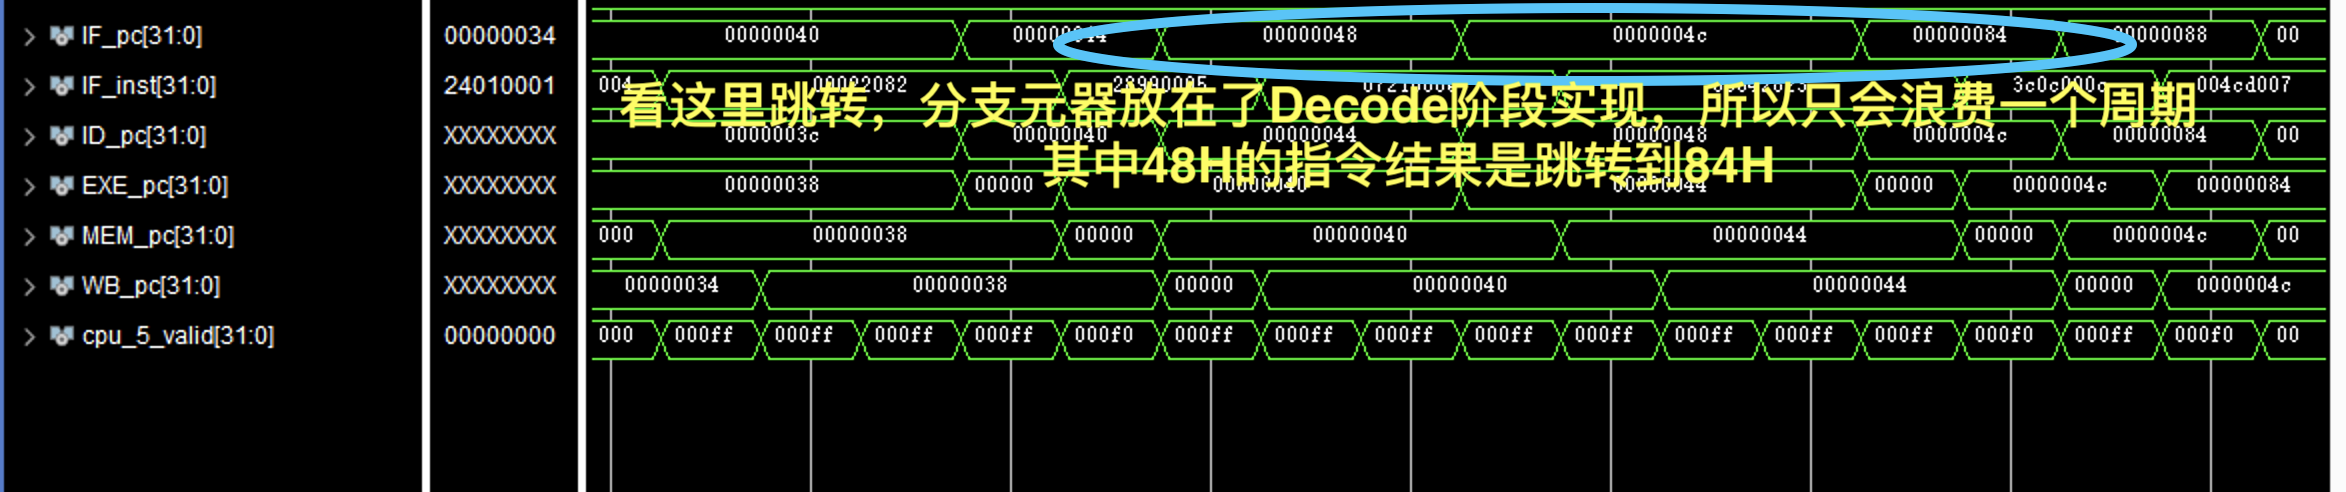 IF_pc[31:0] 00000034 00000040 00000044 00000048 0000004c 00000084 00000088 00
IF_inst[31:0] 24010001 004 3c0c000c 004cd007
看这里跳转，分支元器放在了Decode阶段实现，所以只会浪费一个周期
ID_pc[31:0] XXXXXXXX 0000003c 00000040 00000044 00000048 0000004c 00000084 00
其中48H的指令结果是跳转到84H
EXE_pc[31:0] XXXXXXXX 00000038 00000 00000040 00000044 00000 0000004c 00000084
MEM_pc[31:0] XXXXXXXX 000 00000038 00000 00000040 00000044 00000 0000004c 00
WB_pc[31:0] XXXXXXXX 00000034 00000038 00000 00000040 00000044 00000 0000004c
cpu_5_valid[31:0] 00000000 000 000ff 000ff 000ff 000ff 000f0 000ff 000ff 000ff 000ff 000ff 000ff 000ff 000ff 000f0 000ff 000f0 00